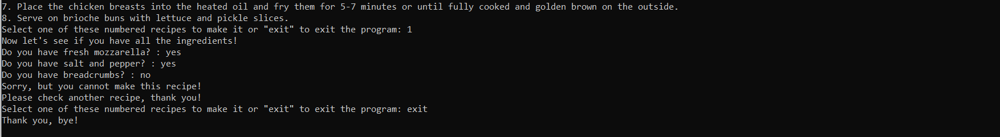 7. Place the chicken breasts into the heated oil and fry them for 5-7 minutes or until fully cooked and golden brown on the outside.
8. Serve on brioche buns with lettuce and pickle slices.
Select one of these numbered recipes to make it or "exit" to exit the program: 1
Now let's see if you have all the ingredients!
Do you have fresh mozzarella? : yes
Do you have salt and pepper? : yes
Do you have breadcrumbs? : no
Sorry, but you cannot make this recipe!
Please check another recipe, thank you!
Select one of these numbered recipes to make it or "exit" to exit the program: exit
Thank you, bye!